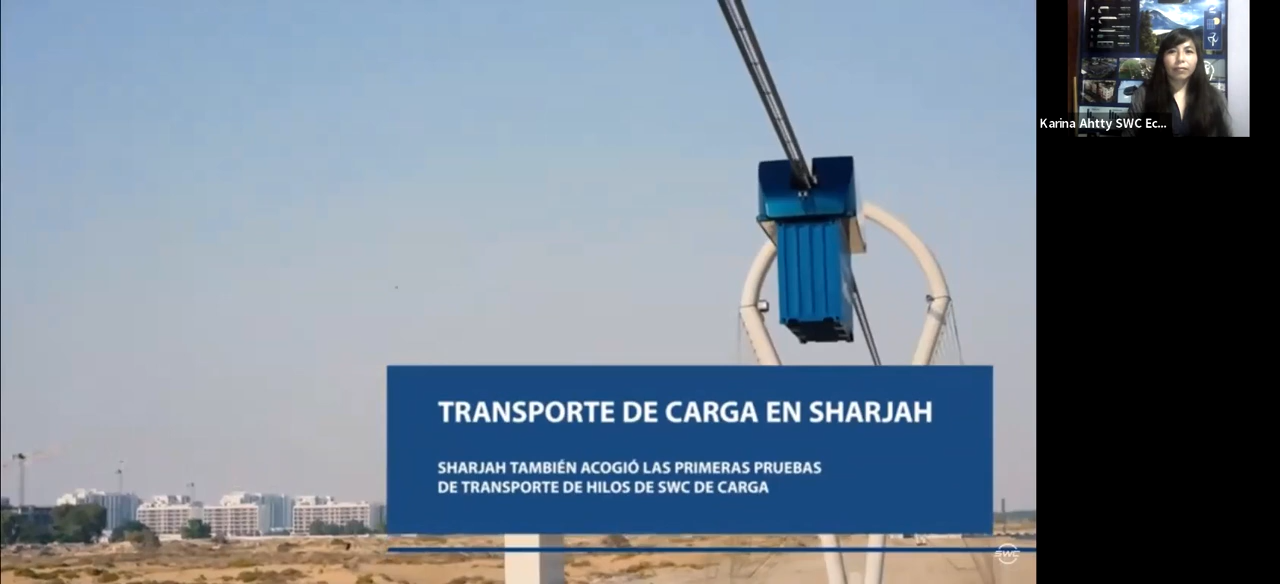 TRANSPORTE DE CARGA EN SHARJAH
SHARJAH TAMBIÉN ACOGIÓ LAS PRIMERAS PRUEBAS
DE TRANSPORTE DE HILOS DE SWC DE CARGA
SWC
Karina Ahtty SWC Ec...